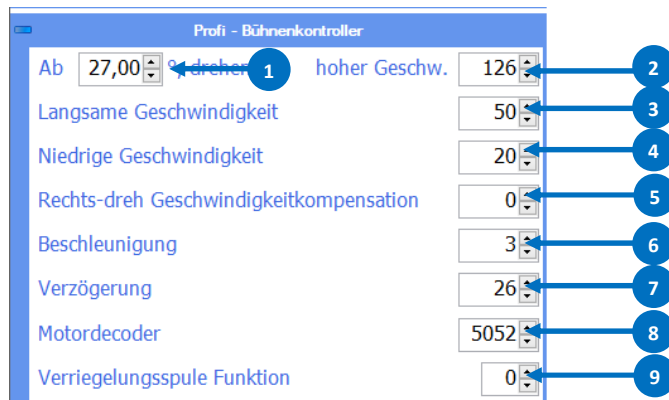 Profi - Bühnenkontroller
Ab 27,00 % drehen hoher Geschw. 126
1
2
Langsame Geschwindigkeit 50
3
Niedrige Geschwindigkeit 20
4
Rechts-dreh Geschwindigkeitkompensation 0
5
Beschleunigung 3
6
Verzögerung 26
7
Motordecoder 5052
8
Verriegelungsspule Funktion 0
9